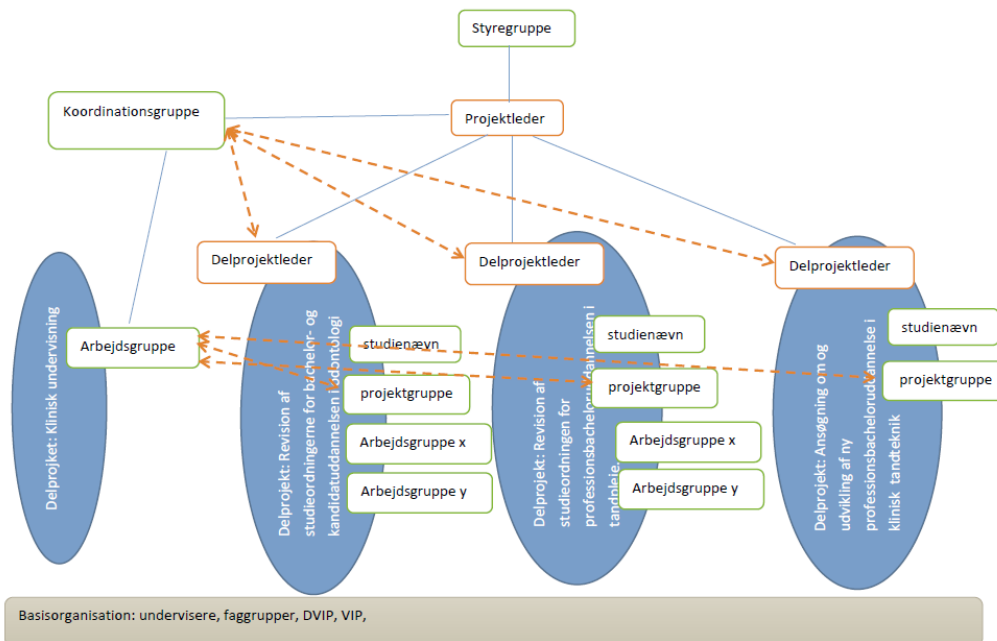 Styregruppe
Koordinationsgruppe
Projektleder
Delprojektleder
Delprojektleder
Delprojektleder
Delprojket: Klinisk undervisning
Arbejdsgruppe
Delprojekt: Revision af
studieordningerne for bachelor- og
kandidatuddannelsen i odontologi
studienævn
projektgruppe
Arbejdsgruppe x
Arbejdsgruppe y
Delprojekt: Revision af
studieordningen for
professionsbacheloruddannelsen i
tandpleje.
studienævn
projektgruppe
Arbejdsgruppe x
Arbejdsgruppe y
Delprojekt: Ansøgning om og
udvikling af ny
professionsbacheloruddannelse i
klinisk tandteknik
studienævn
projektgruppe
Basisorganisation: undervisere, faggrupper, DVIP, VIP,